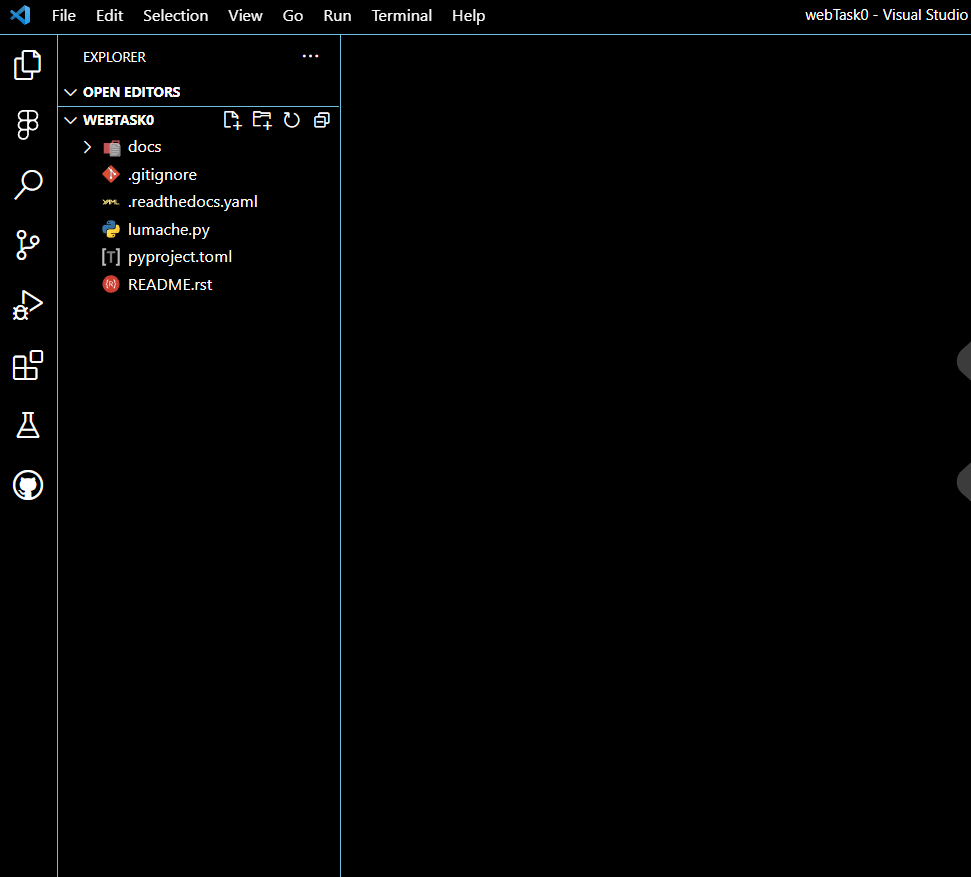 File Edit Selection View Go Run Terminal Help webTask0 - Visual Studio
EXPLORER
OPEN EDITORS
WEBTASK0
docs
.gitignore
YAML .readthedocs.yaml
lumache.py
[T] pyproject.toml
README.rst